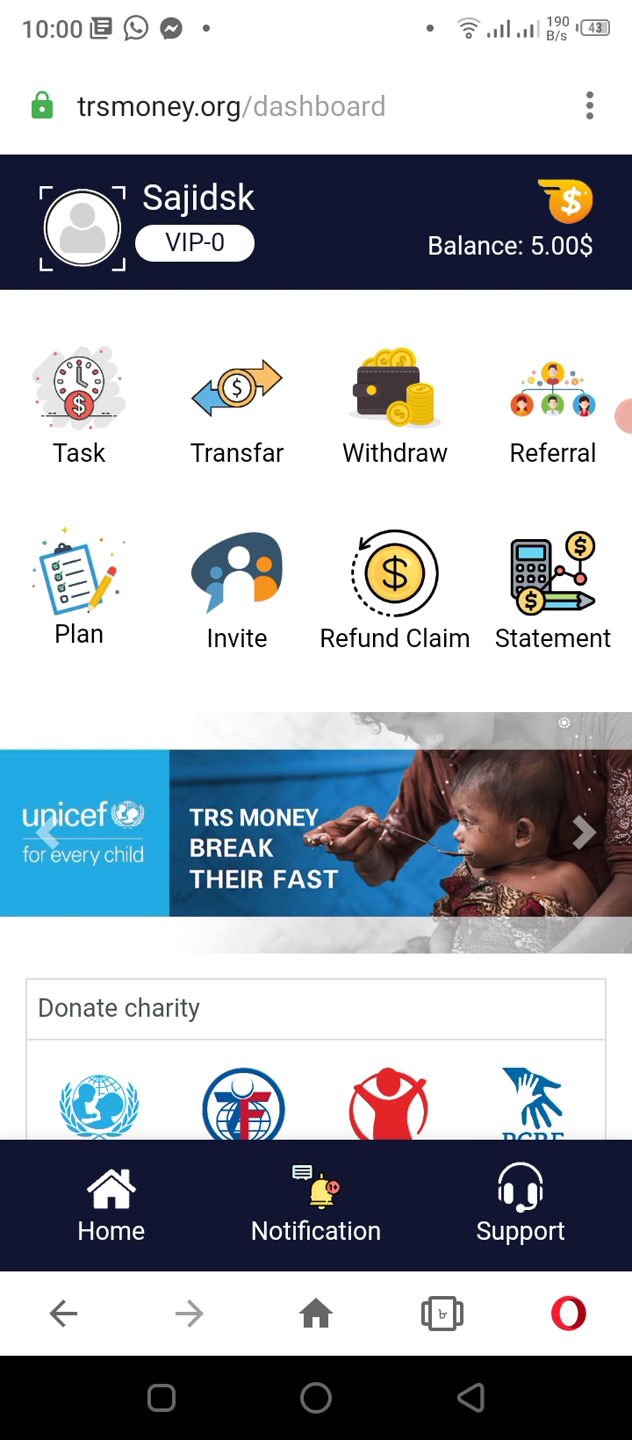 10:00
190
B/s
43
trsmoney.org/dashboard
Sajidsk
VIP-0
Balance: 5.00$
Task
Transfar
Withdraw
Referral
Plan
Invite
Refund Claim
Statement
unicef
for every child
TRS MONEY
BREAK
THEIR FAST
Donate charity
Home
Notification
Support